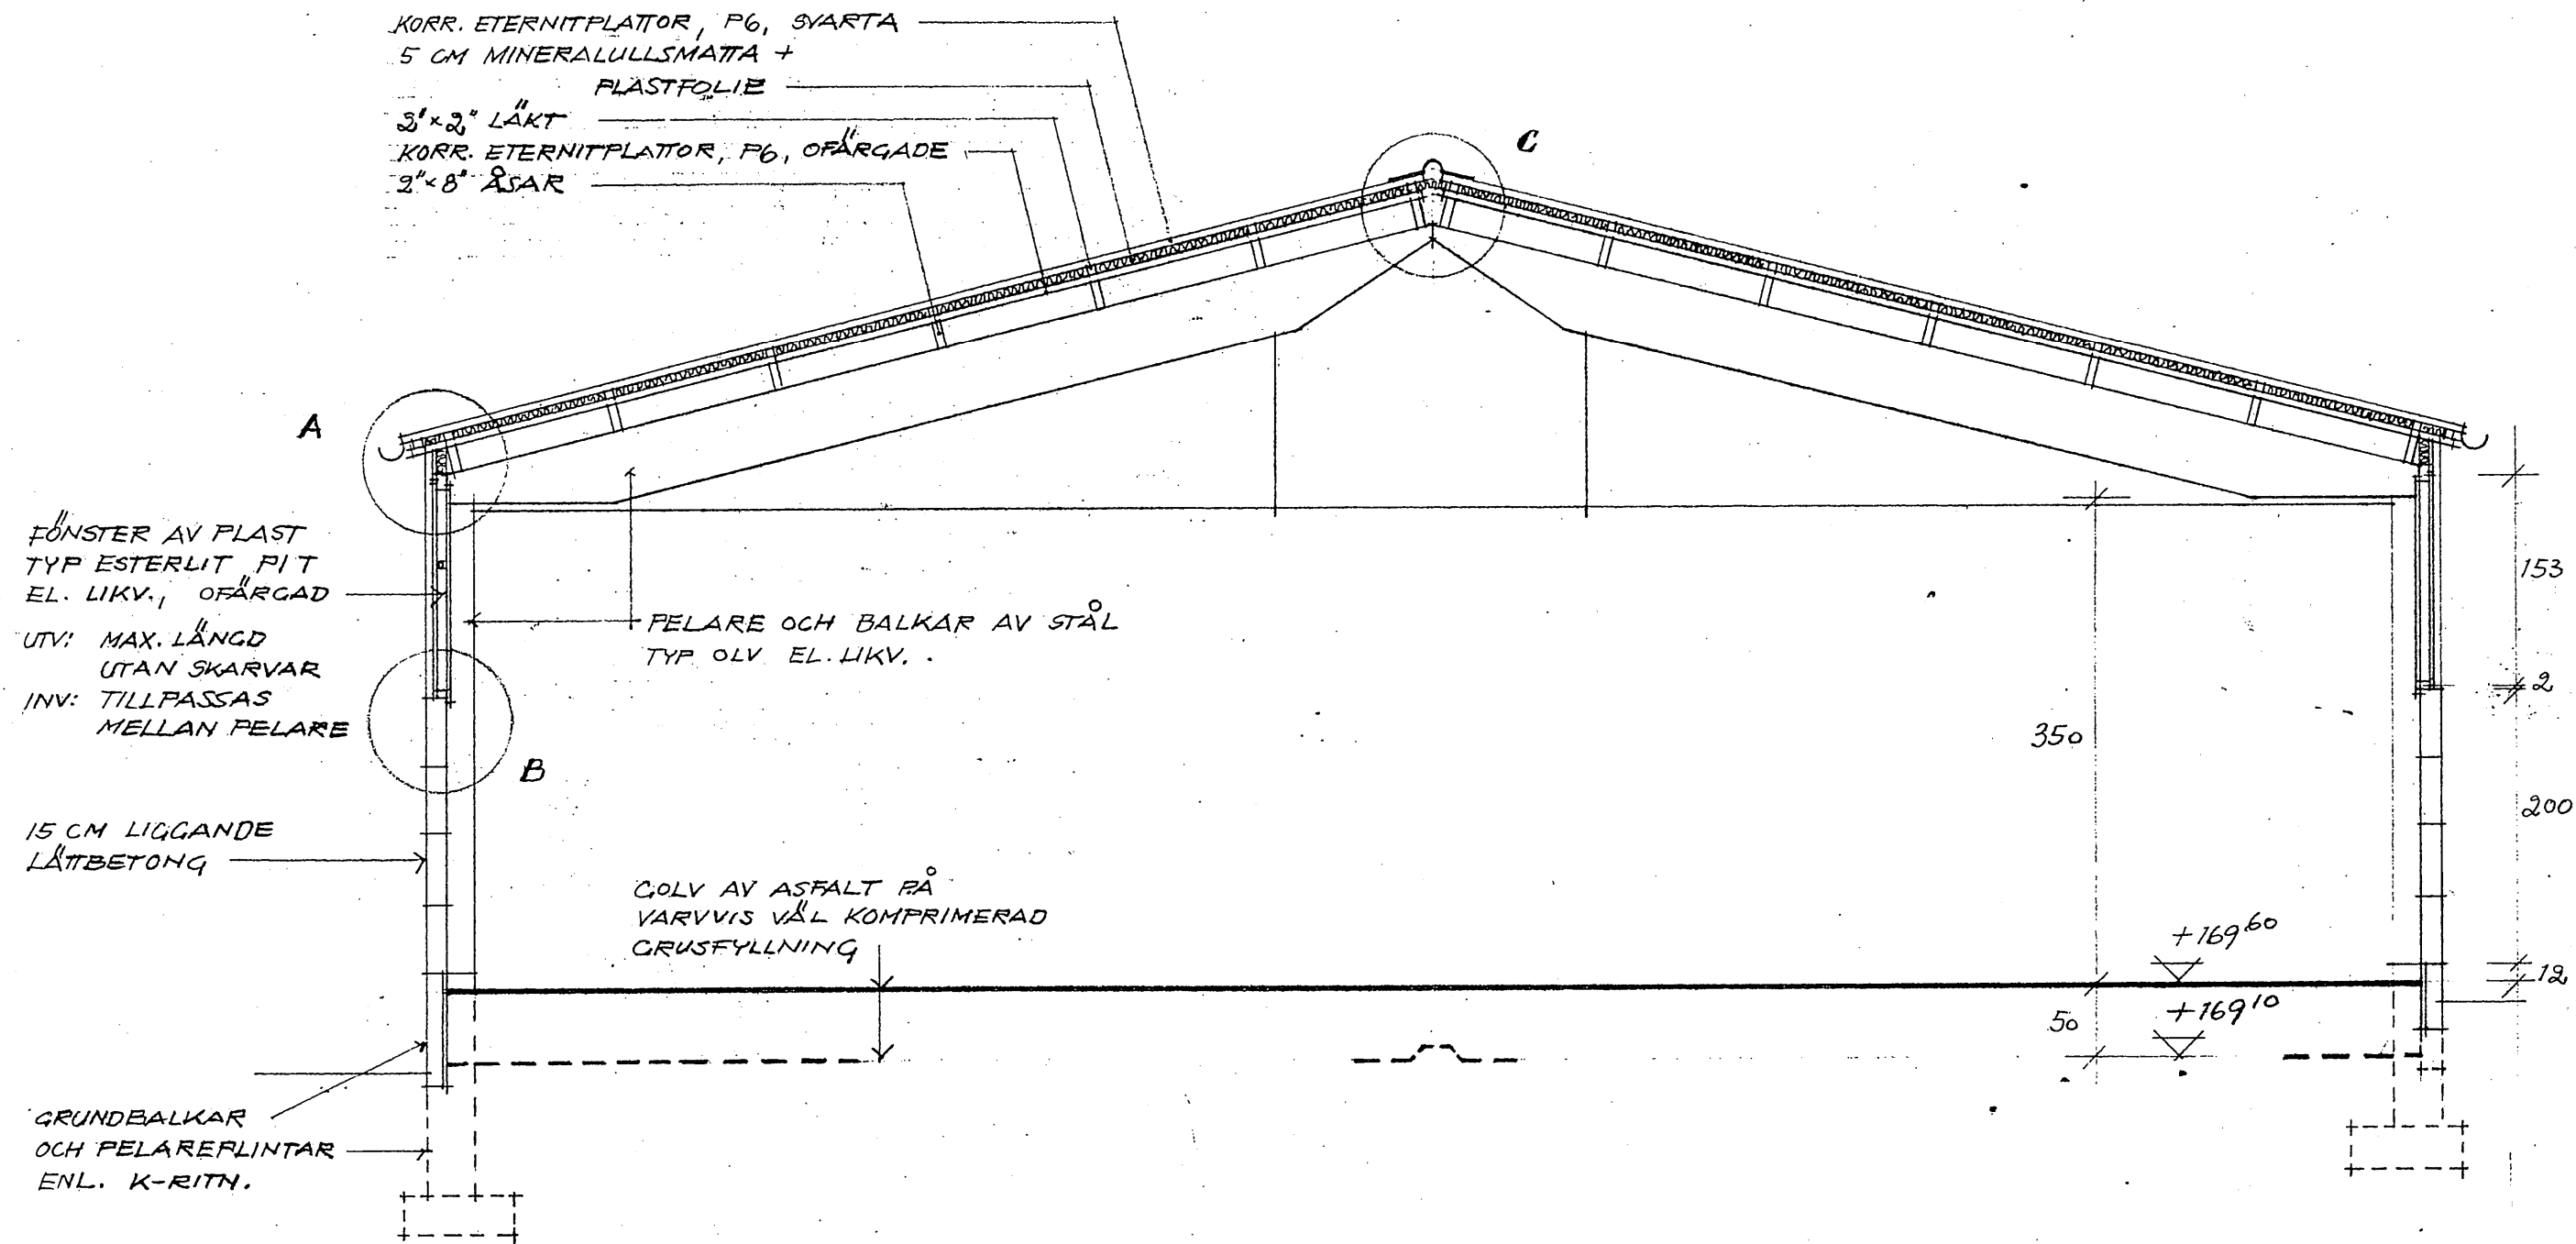 KORR. ETERNITPLATTOR, P6, SVARTA
5 CM MINERALULLSMATTA +
PLASTFOLIE
2"×2" LÄKT
KORR. ETERNITPLATTOR, P6, OFÄRGADE
2"×8" ÅSAR
C
A
FÖNSTER AV PLAST
TYP ESTERLIT P1T
EL. LIKV., OFÄRGAD
UTV: MAX. LÄNGD
UTAN SKARVAR
INV: TILLPASSAS
MELLAN PELARE
B
PELARE OCH BALKAR AV STÅL
TYP OLV EL. LIKV.
153
2
350
200
15 CM LIGGANDE
LÄTTBETONG
GOLV AV ASFALT PÅ
VARVVIS VÄL KOMPRIMERAD
GRUSFYLLNING
+169.60
12
+169.10
50
GRUNDBALKAR
OCH PELAREPLINTAR
ENL. K-RITN.